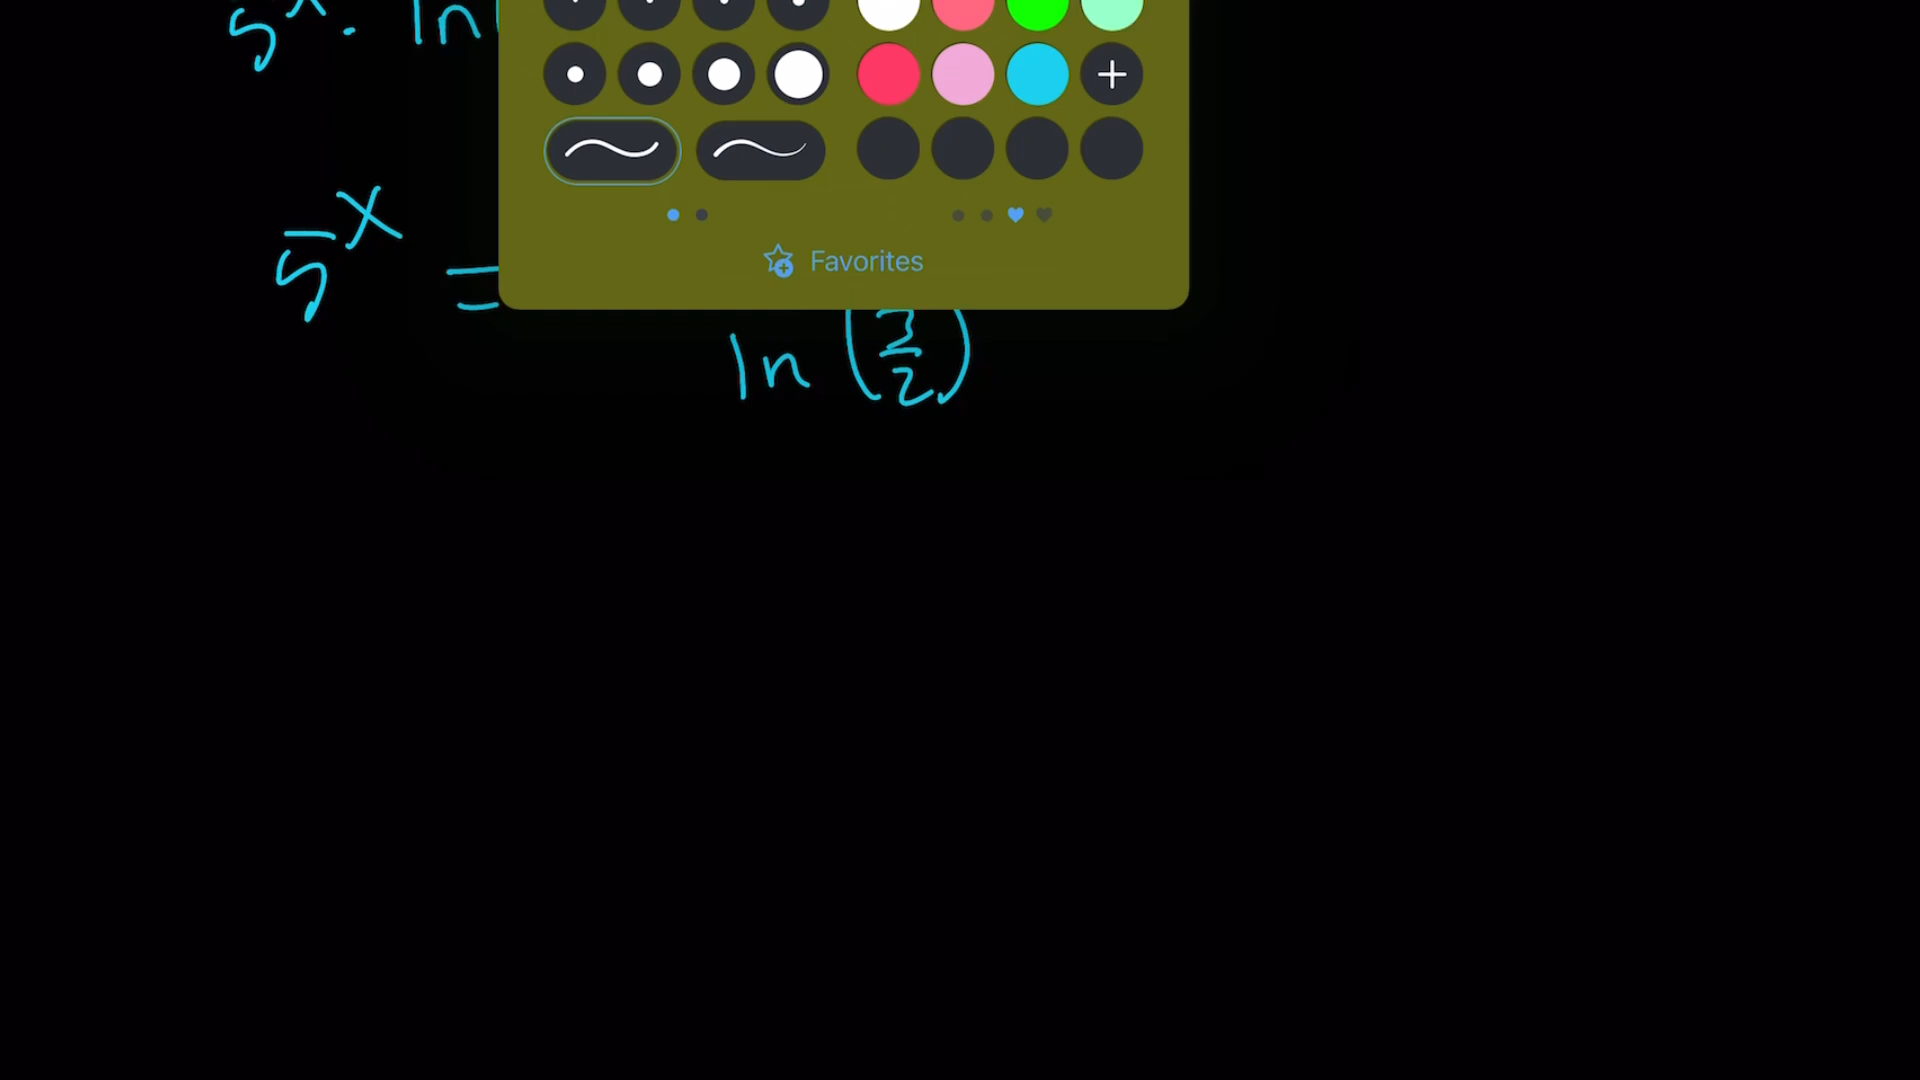 5^x · ln
5^x =
Favorites
ln (3/2)